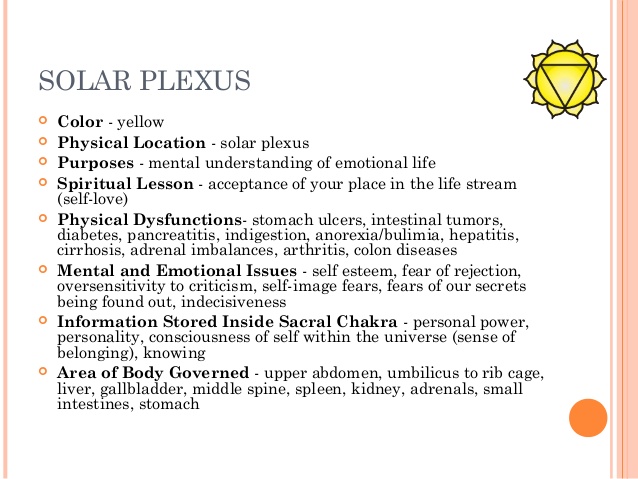 SOLAR PLEXUS
Color - yellow
Physical Location - solar plexus
Purposes - mental understanding of emotional life
Spiritual Lesson - acceptance of your place in the life stream
(self-love)
Physical Dysfunctions- stomach ulcers, intestinal tumors,
diabetes, pancreatitis, indigestion, anorexia/bulimia, hepatitis,
cirrhosis, adrenal imbalances, arthritis, colon diseases
Mental and Emotional Issues - self esteem, fear of rejection,
oversensitivity to criticism, self-image fears, fears of our secrets
being found out, indecisiveness
Information Stored Inside Sacral Chakra - personal power,
personality, consciousness of self within the universe (sense of
belonging), knowing
Area of Body Governed - upper abdomen, umbilicus to rib cage,
liver, gallbladder, middle spine, spleen, kidney, adrenals, small
intestines, stomach